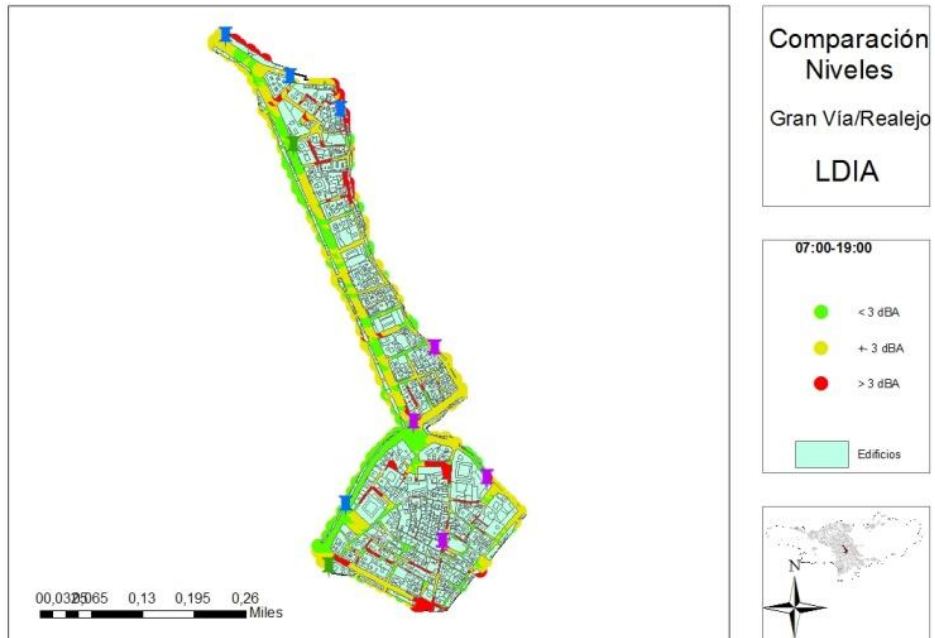 Comparación
Niveles
Gran Vía/Realejo
LDIA
07:00-19:00
< 3 dBA
+- 3 dBA
> 3 dBA
Edificios
N
0,13 0,195 0,26
Miles